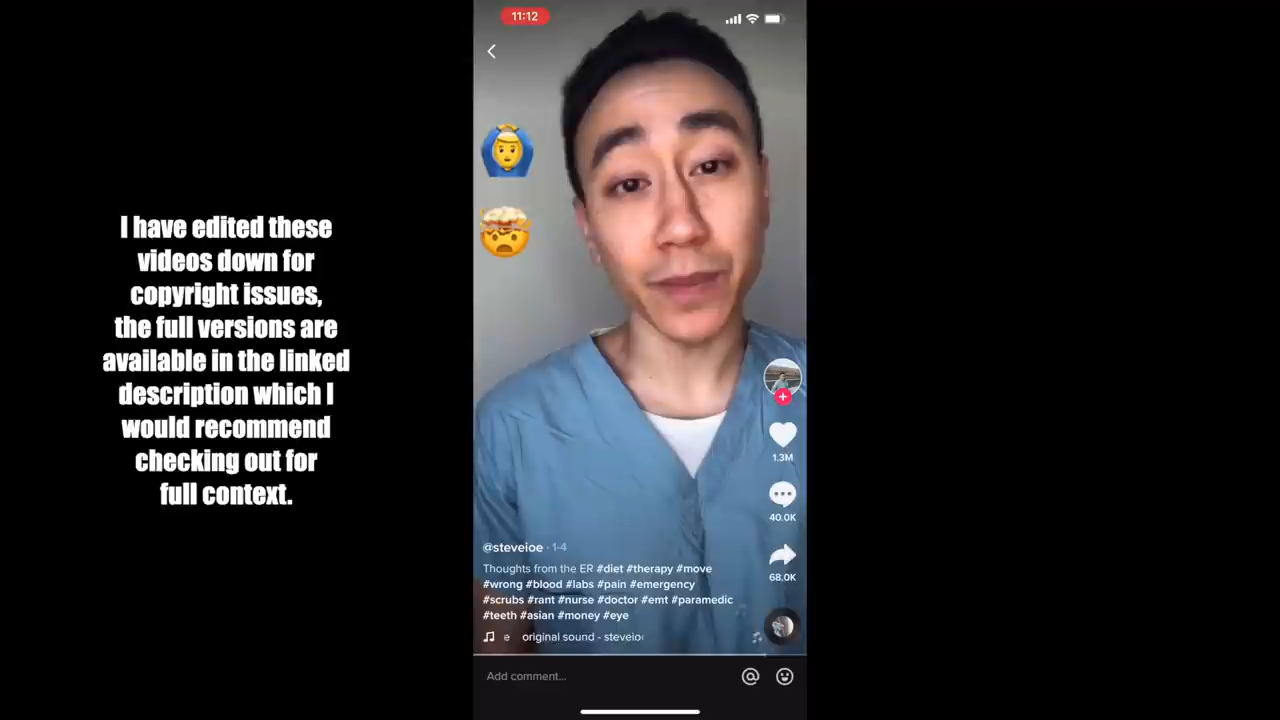 I have edited these
videos down for
copyright issues,
the full versions are
available in the linked
description which I
would recommend
checking out for
full context.
11:12
1.3M
40.0K
68.0K
@steveioe · 1-4
Thoughts from the ER #diet #therapy #move
#wrong #blood #labs #pain #emergency
#scrubs #rant #nurse #doctor #emt #paramedic
#teeth #asian #money #eye
e original sound - steveio
Add comment...